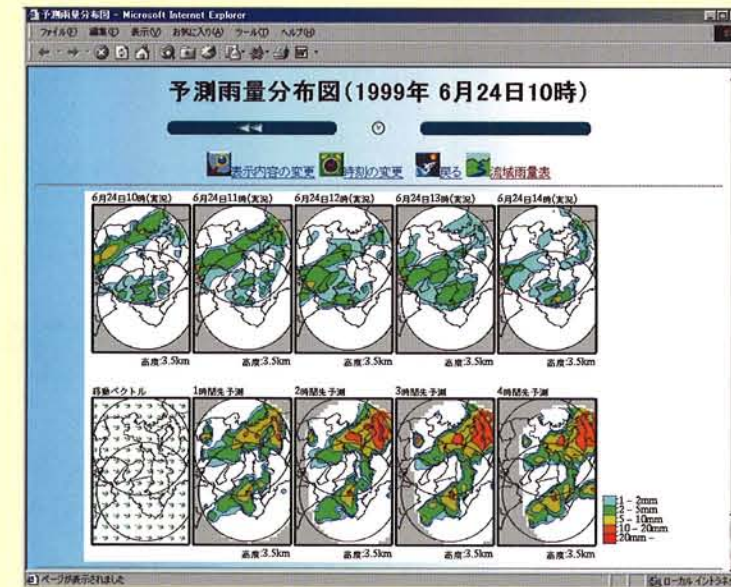 予測雨量分布図 - Microsoft Internet Explorer
ファイル(F) 編集(E) 表示(V) お気に入り(A) ツール(T) ヘルプ(H)
予測雨量分布図(1999年 6月24日10時)
表示内容の変更 時刻の変更 戻る 流域雨量表
6月24日10時(実況) 6月24日11時(実況) 6月24日12時(実況) 6月24日13時(実況) 6月24日14時(実況)
高度:3.5km 高度:3.5km 高度:3.5km 高度:3.5km 高度:3.5km
移動ベクトル 1時間先予測 2時間先予測 3時間先予測 4時間先予測
高度:3.5km 高度:3.5km 高度:3.5km 高度:3.5km
:1 - 2mm
:2 - 5mm
:5 - 10mm
:10 - 20mm
:20mm -
ページが表示されました
ローカル イントラネ